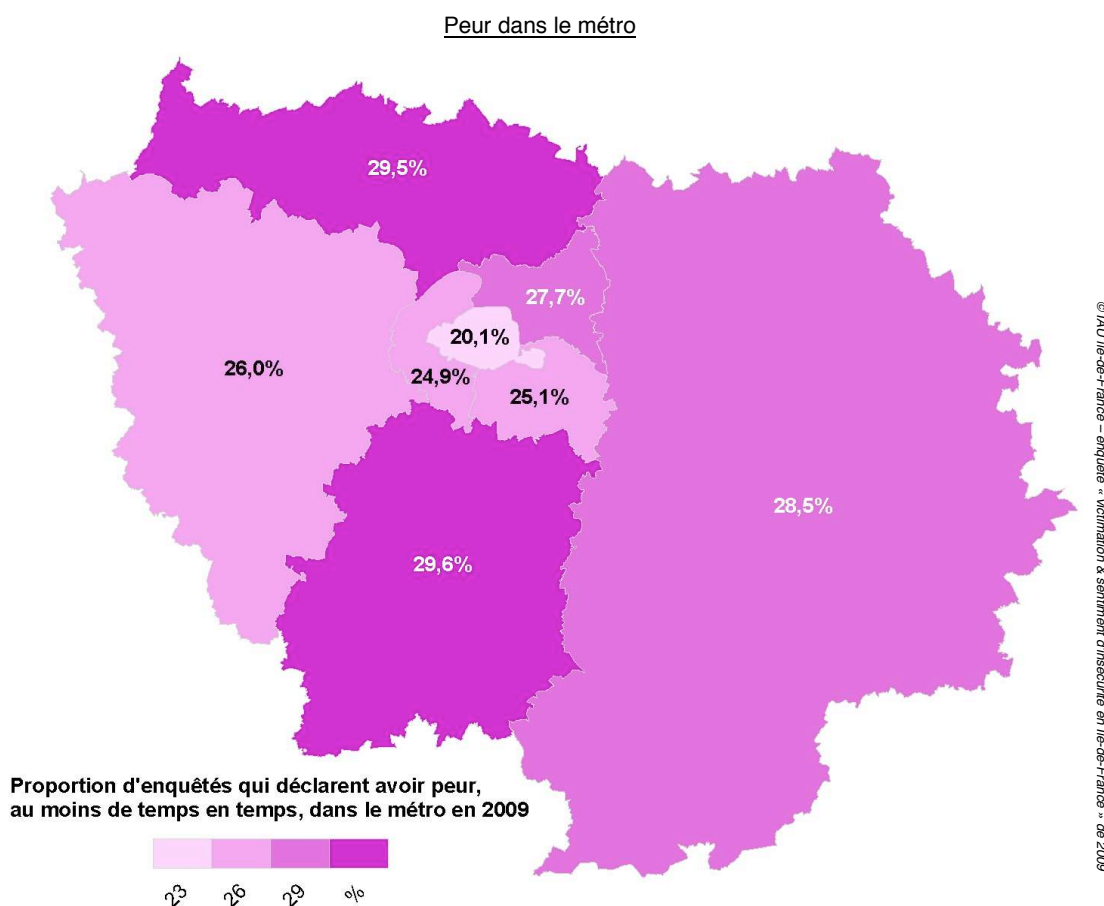 Peur dans le métro
29,5%
27,7%
20,1%
26,0%
24,9%
25,1%
28,5%
29,6%
Proportion d'enquêtés qui déclarent avoir peur,
au moins de temps en temps, dans le métro en 2009
23 26 29 %
© IAU île-de-France – enquête « victimation & sentiment d'insécurité en Ile-de-France » de 2009